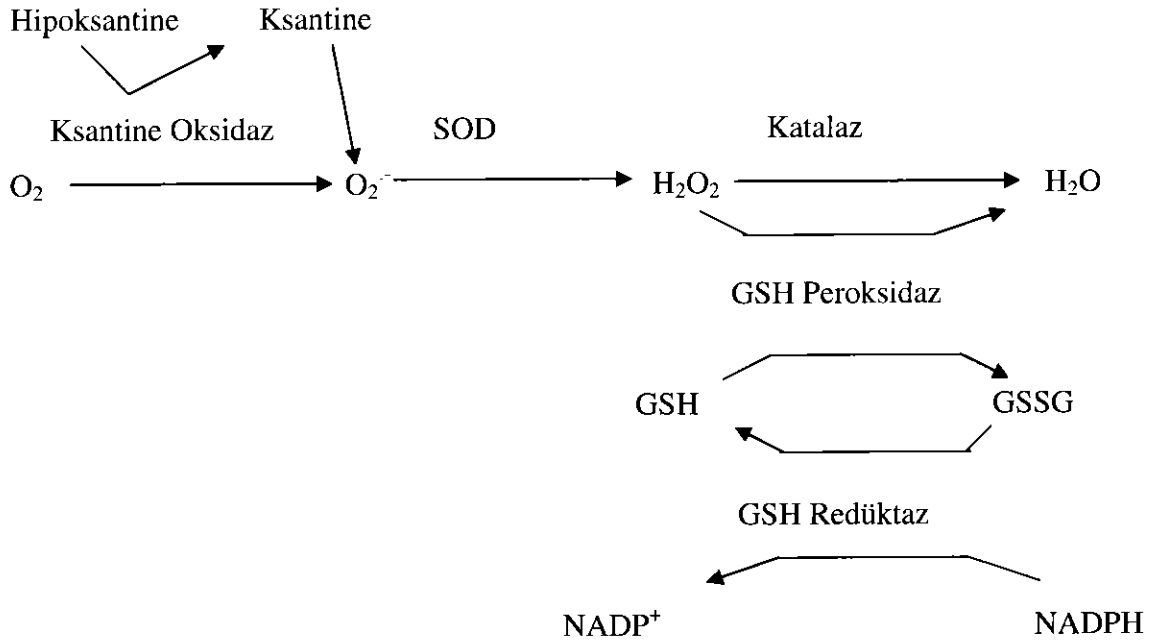 Hipoksantine Ksantine
Ksantine Oksidaz SOD Katalaz
O₂ O₂·⁻ H₂O₂ H₂O
GSH Peroksidaz
GSH GSSG
GSH Redüktaz
NADP⁺ NADPH